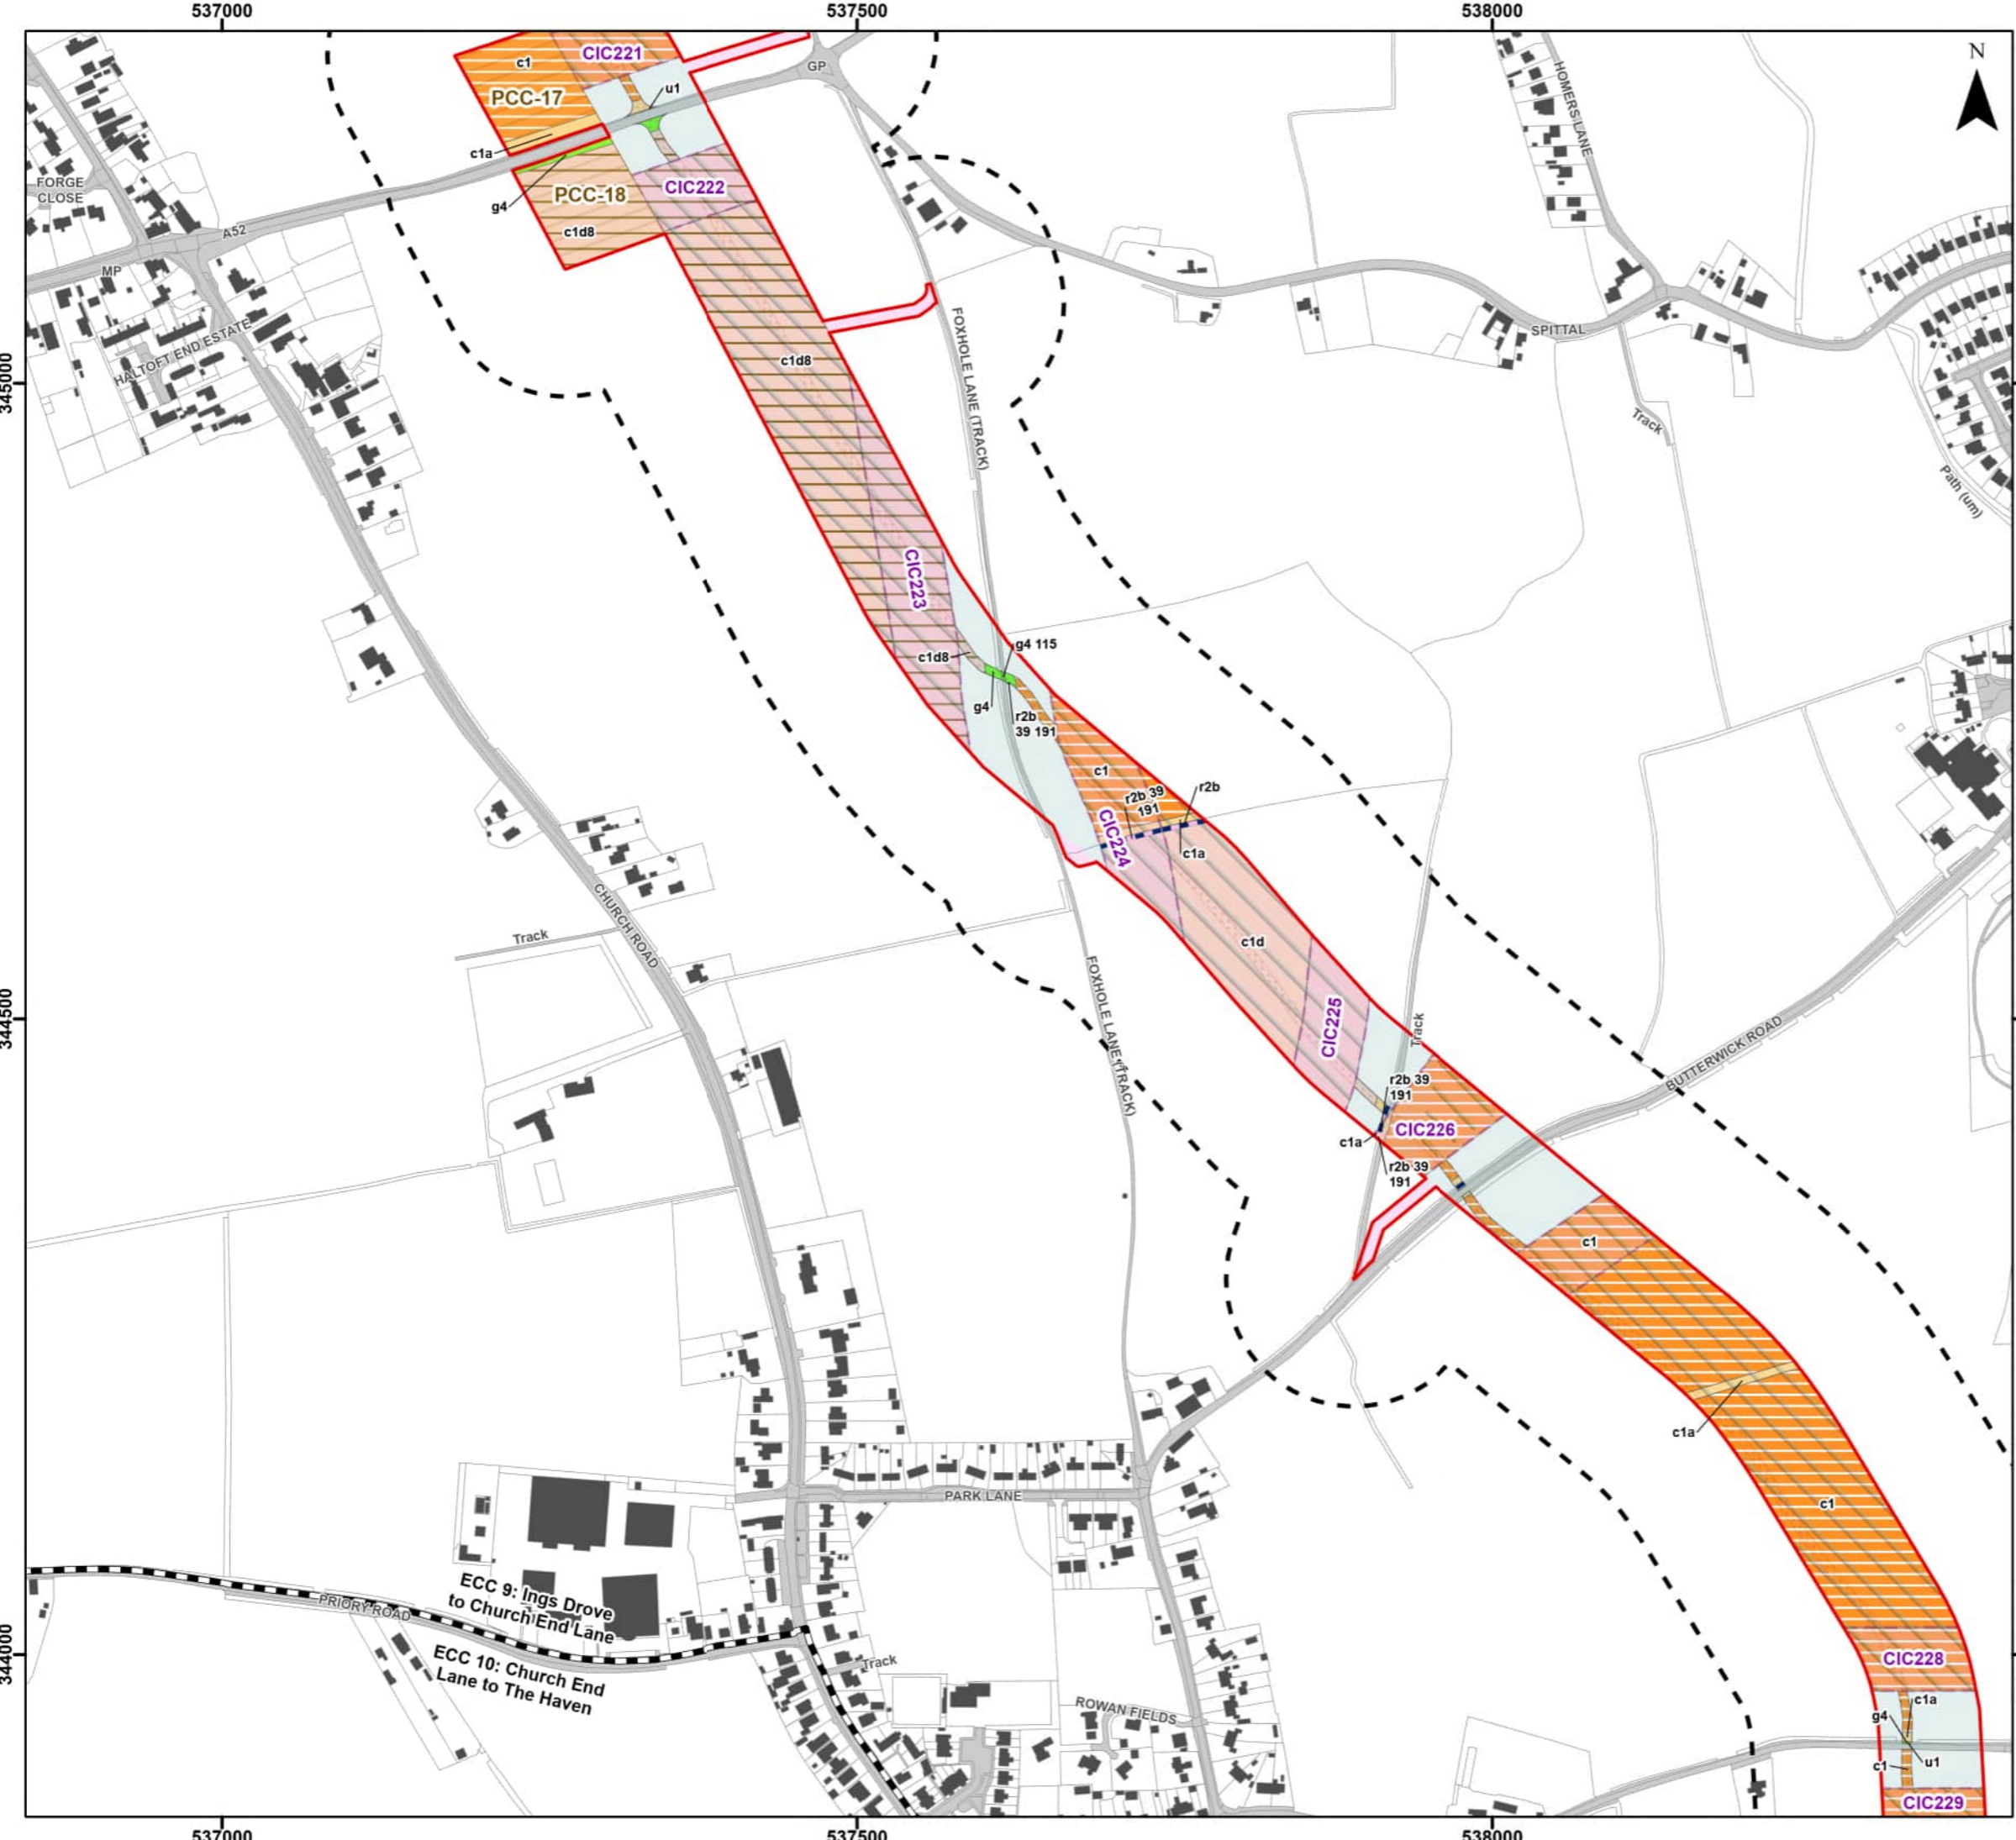 537000
537500
538000
N
CIC221
c1
PCC-17
u1
GP
c1a
FORGE
CLOSE
PCC-18
CIC222
g4
c1d8
A52
MP
HALTOFT END ESTATE
HOMERS LANE
SPITTAL
345000
c1d8
FOXHOLE LANE (TRACK)
Track
Path (um)
CIC223
c1d8
g4 115
g4
r2b
39 191
c1
r2b 39
191
r2b
CIC224
c1a
CHURCH ROAD
Track
c1d
FOXHOLE LANE (TRACK)
344500
CIC225
Track
BUTTERWICK ROAD
r2b 39
191
CIC226
c1a
r2b 39
191
c1
c1a
c1
PARK LANE
ECC 9: Ings Drove
to Church End Lane
PRIORY ROAD
ECC 10: Church End
Lane to The Haven
344000
Track
ROWAN FIELDS
CIC228
c1a
g4
u1
c1
CIC229
537000
537500
538000